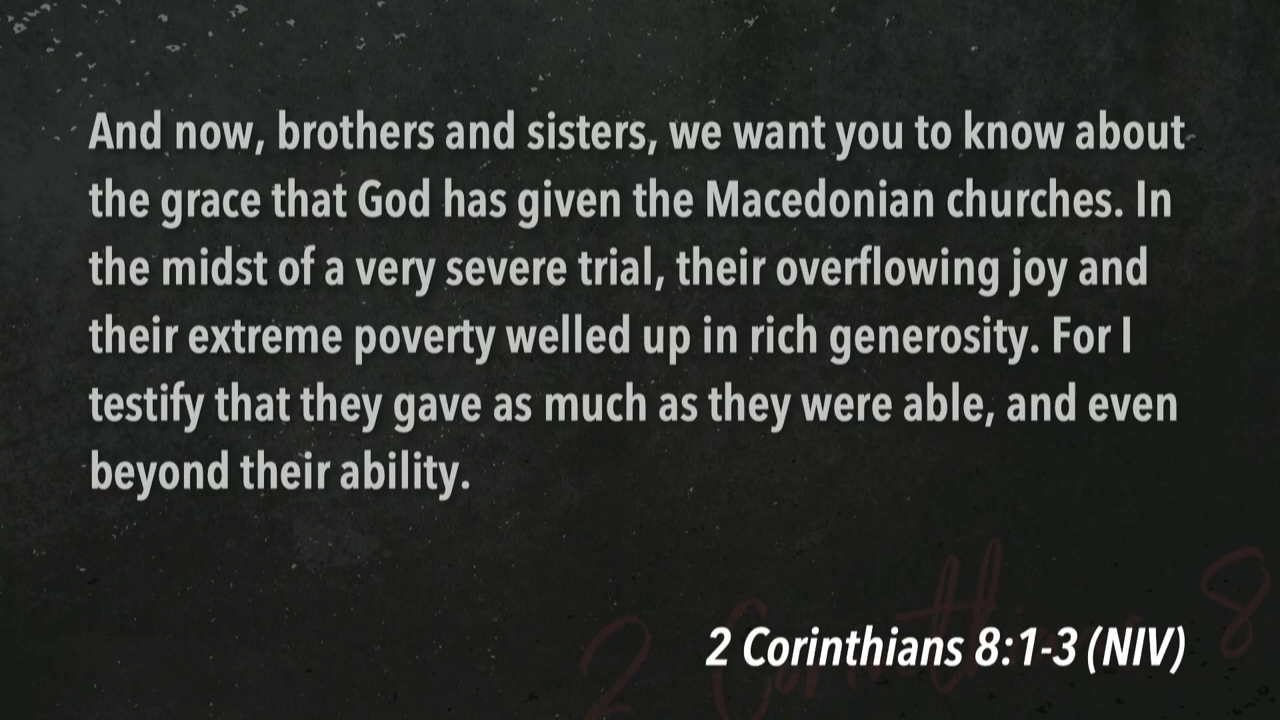 And now, brothers and sisters, we want you to know about
the grace that God has given the Macedonian churches. In
the midst of a very severe trial, their overflowing joy and
their extreme poverty welled up in rich generosity. For I
testify that they gave as much as they were able, and even
beyond their ability.
2 Corinthians 8:1-3 (NIV)
2 Corinthians 8